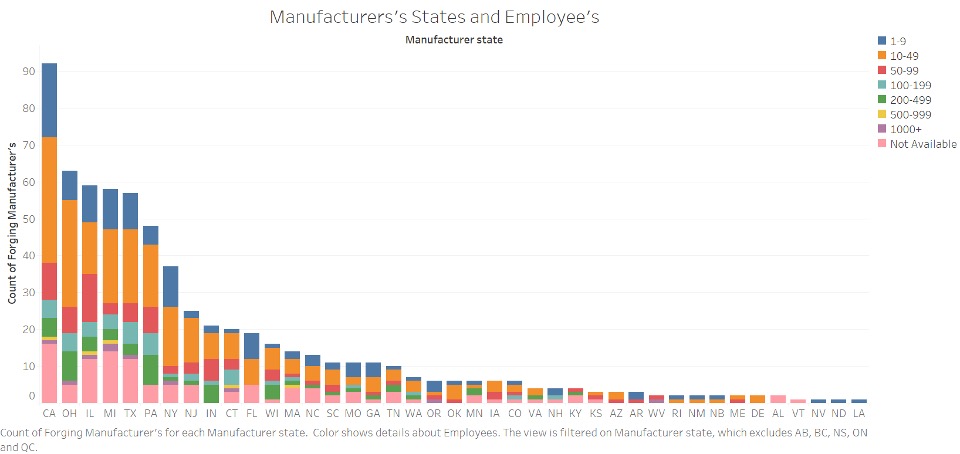 Manufacturers's States and Employee's
Manufacturer state
1-9
10-49
50-99
100-199
200-499
500-999
1000+
Not Available
Count of Forging Manufacturer's
90
80
70
60
50
40
30
20
10
0
CA OH IL MI TX PA NY NJ IN CT FL WI MA NC SC MO GA TN WA OR OK MN IA CO VA NH KY KS AZ AR WV RI NM NB ME DE AL VT NV ND LA
Count of Forging Manufacturer's for each Manufacturer state. Color shows details about Employees. The view is filtered on Manufacturer state, which excludes AB, BC, NS, ON
and QC.